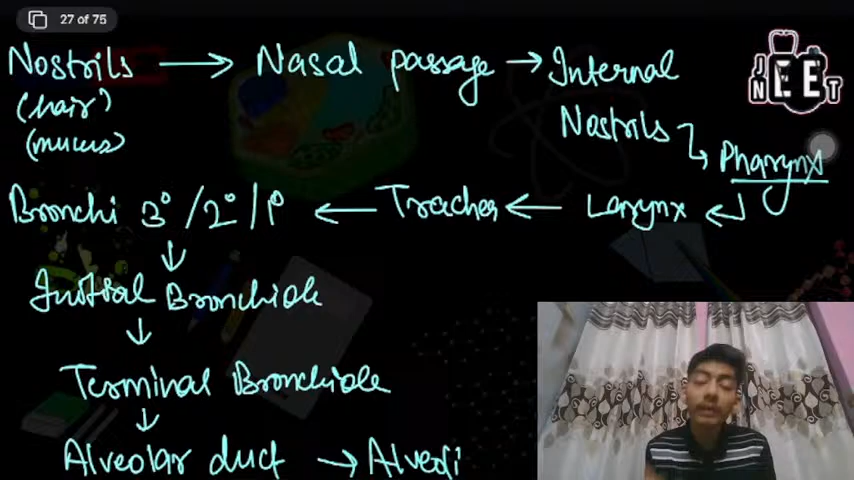 27 of 75
Nostrils → Nasal passage → Internal
(hair)
(mucus)
Nostrils
Pharynx
J NEET
Bronchi 3° / 2° / 1° ← Trachea ← Larynx
↓
Initial Bronchiole
↓
Terminal Bronchiole
↓
Alveolar duct → Alveoli